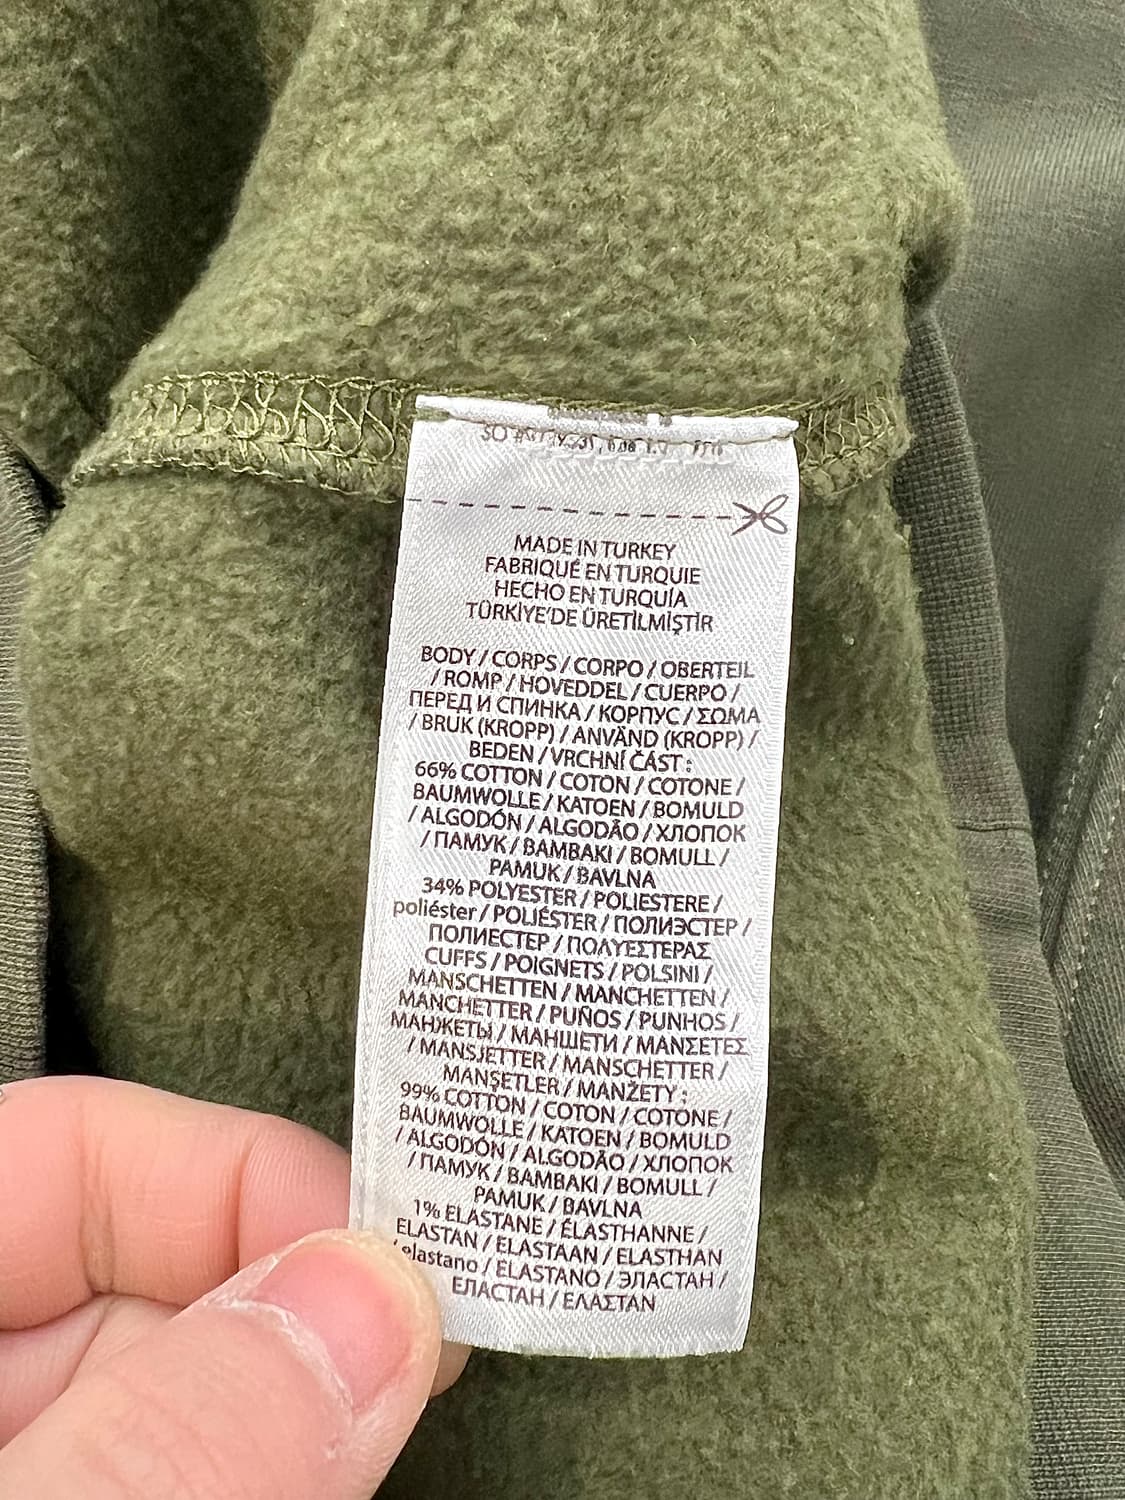 MADE IN TURKEY
FABRIQUÉ EN TURQUIE
HECHO EN TURQUÍA
TÜRKİYE'DE ÜRETİLMİŞTİR
BODY / CORPS / CORPO / OBERTEIL
/ ROMP / HOVEDDEL / CUERPO /
ПЕРЕД И СПИНКА / КОРПУС / ΣΩΜΑ
/ BRUK (KROPP) / ANVÄND (KROPP) /
BEDEN / VRCHNÍ ČÁST :
66% COTTON / COTON / COTONE /
BAUMWOLLE / KATOEN / BOMULD
/ ALGODÓN / ALGODÃO / ХЛОПОК
/ ПАМУК / ΒΑΜΒΑΚΙ / BOMULL /
PAMUK / BAVLNA
34% POLYESTER / POLIESTERE /
poliéster / POLIÉSTER / ПОЛИЭСТЕР /
ПОЛИЕСТЕР / ΠΟΛΥΕΣΤΕΡΑΣ
CUFFS / POIGNETS / POLSINI /
MANSCHETTEN / MANCHETTEN /
MANCHETTER / PUÑOS / PUNHOS /
МАНЖЕТЫ / МАНШЕТИ / ΜΑΝΣΕΤΕΣ
/ MANSJETTER / MANSCHETTER /
MANŞETLER / MANŽETY :
99% COTTON / COTON / COTONE /
BAUMWOLLE / KATOEN / BOMULD
/ ALGODÓN / ALGODÃO / ХЛОПОК
/ ПАМУК / ΒΑΜΒΑΚΙ / BOMULL /
PAMUK / BAVLNA
1% ELASTANE / ÉLASTHANNE /
ELASTAN / ELASTAAN / ELASTHAN
/ elastano / ELASTANO / ЭЛАСТАН /
ЕЛАСТАН / ΕΛΑΣΤΑΝ